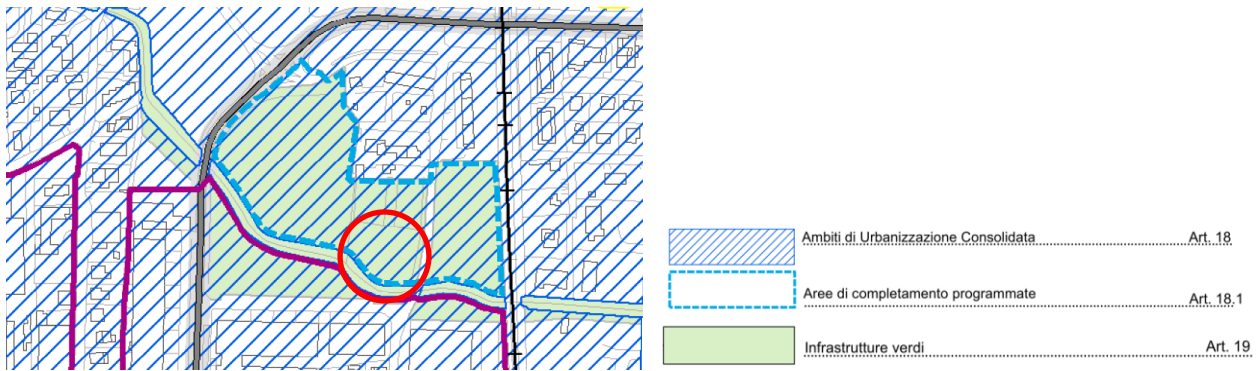 Ambiti di Urbanizzazione Consolidata Art. 18
Aree di completamento programmate Art. 18.1
Infrastrutture verdi Art. 19